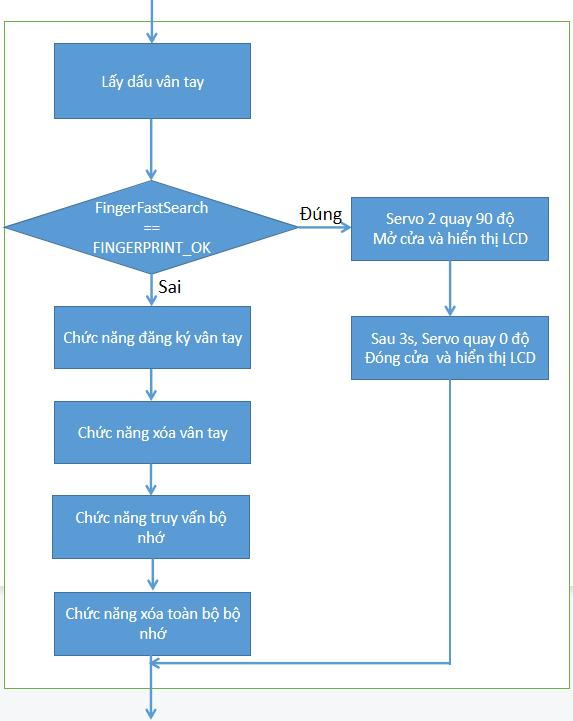 Lấy dấu vân tay
FingerFastSearch
==
FINGERPRINT_OK
Đúng
Servo 2 quay 90 độ
Mở cửa và hiển thị LCD
Sai
Chức năng đăng ký vân tay
Sau 3s, Servo quay 0 độ
Đóng cửa và hiển thị LCD
Chức năng xóa vân tay
Chức năng truy vấn bộ
nhớ
Chức năng xóa toàn bộ bộ
nhớ